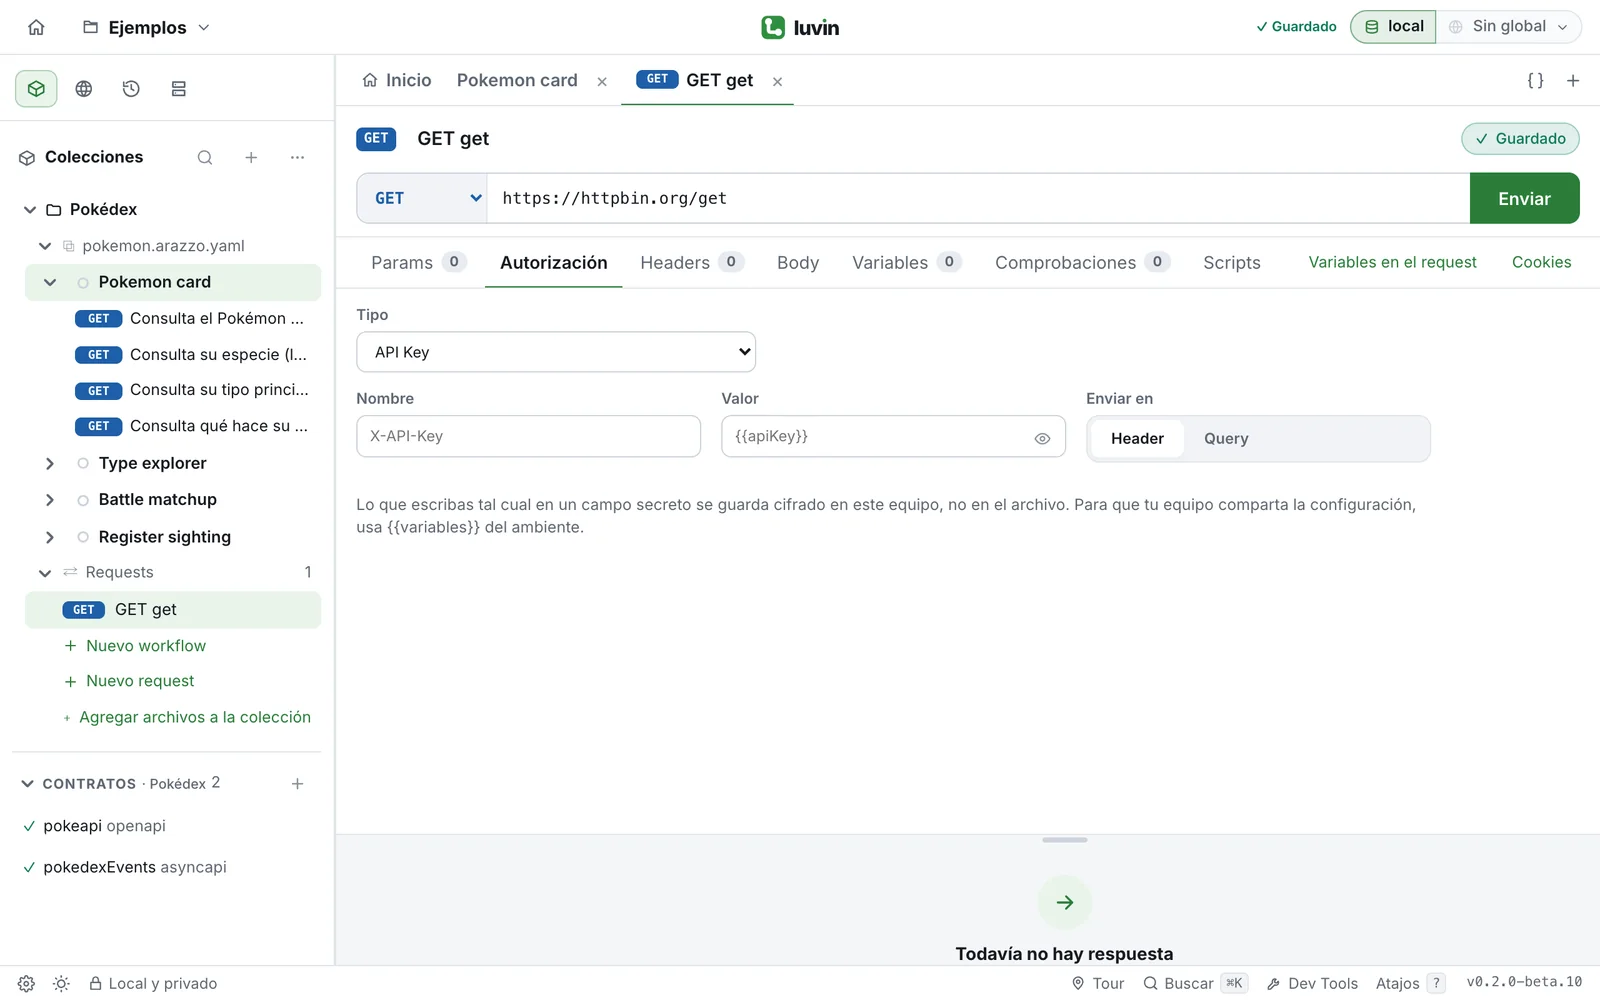 Ejemplos
luvin
Guardado
local
Sin global
Inicio
Pokemon card
GET
GET get
{}
Colecciones
GET
GET get
Guardado
GET
https://httpbin.org/get
Enviar
Pokédex
pokemon.arazzo.yaml
Pokemon card
GET Consulta el Pokémon ...
GET Consulta su especie (l...
GET Consulta su tipo princi...
GET Consulta qué hace su ...
Type explorer
Battle matchup
Register sighting
Requests 1
GET GET get
+ Nuevo workflow
+ Nuevo request
+ Agregar archivos a la colección
CONTRATOS · Pokédex 2
pokeapi openapi
pokedexEvents asyncapi
Params 0
Autorización
Headers 0
Body
Variables 0
Comprobaciones 0
Scripts
Variables en el request
Cookies
Tipo
API Key
Nombre
Valor
Enviar en
X-API-Key
{{apiKey}}
Header
Query
Lo que escribas tal cual en un campo secreto se guarda cifrado en este equipo, no en el archivo. Para que tu equipo comparta la configuración,
usa {{variables}} del ambiente.
Todavía no hay respuesta
Local y privado
Tour
Buscar ⌘K
Dev Tools
Atajos ?
v0.2.0-beta.10